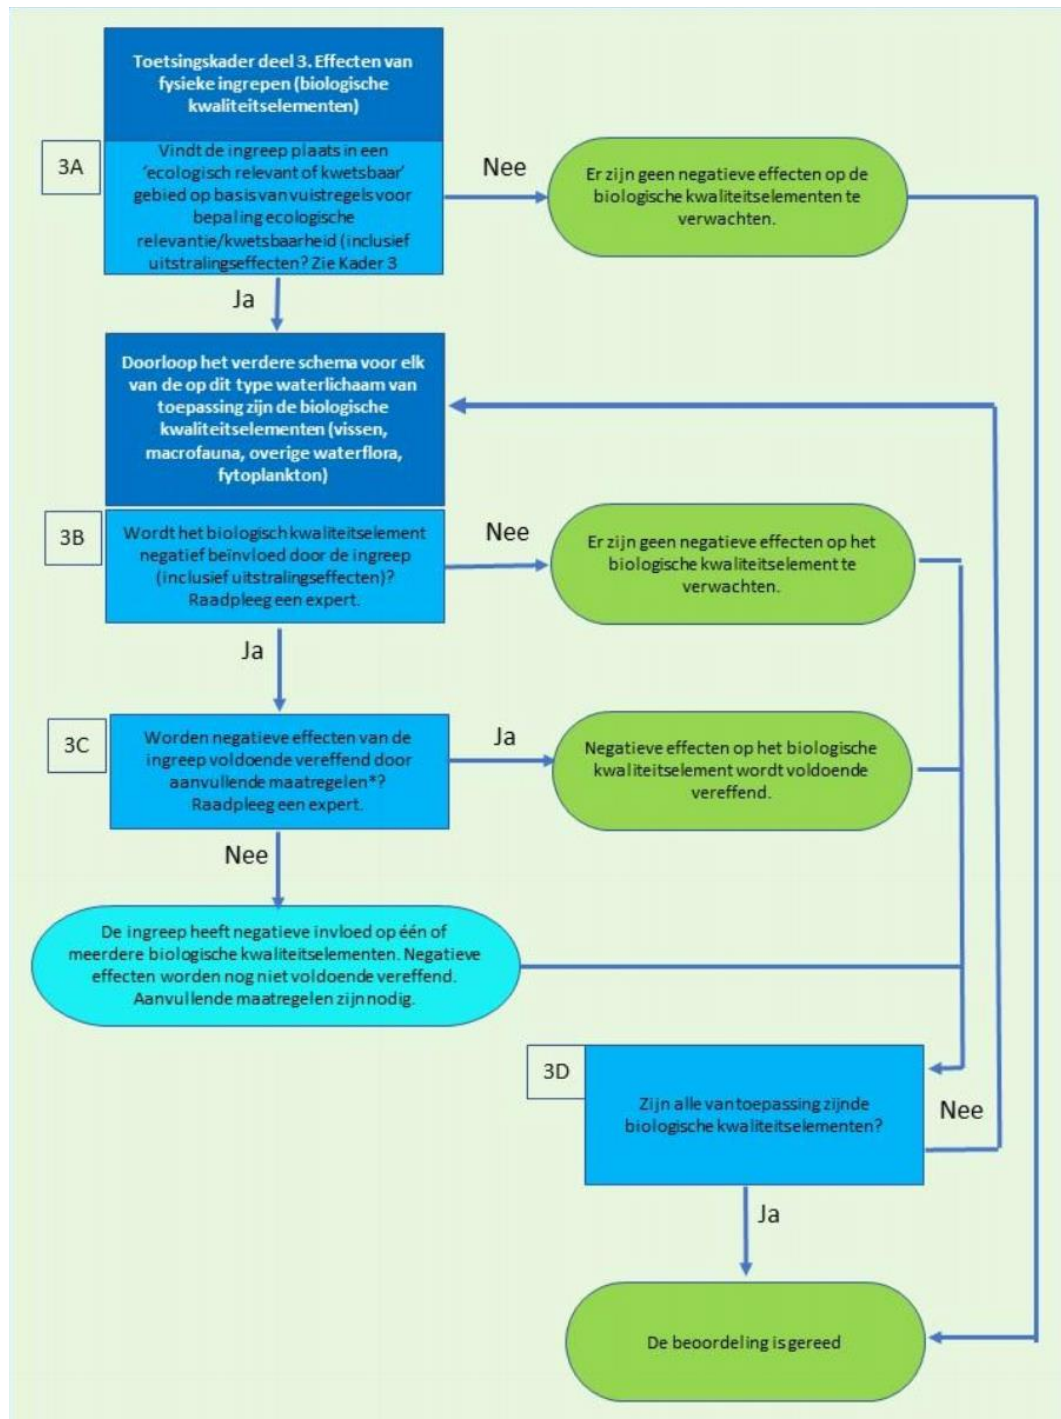 Toetsingskader deel 3. Effecten van
fysieke ingrepen (biologische
kwaliteitselementen)
3A
Vindt de ingreep plaats in een
‘ecologisch relevant of kwetsbaar’
gebied op basis van vuistregels voor
bepaling ecologische
relevantie/kwetsbaarheid (inclusief
uitstralingseffecten? Zie Kader 3
Nee
Er zijn geen negatieve effecten op de
biologische kwaliteitselementen te
verwachten.
Ja
Doorloop het verdere schema voor elk
van de op dit type waterlichaam van
toepassing zijn de biologische
kwaliteitselementen (vissen,
macrofauna, overige waterflora,
fytoplankton)
3B
Wordt het biologisch kwaliteitselement
negatief beïnvloed door de ingreep
(inclusief uitstralingseffecten)?
Raadpleeg een expert.
Nee
Er zijn geen negatieve effecten op het
biologische kwaliteitselement te
verwachten.
Ja
3C
Worden negatieve effecten van de
ingreep voldoende vereffend door
aanvullende maatregelen*?
Raadpleeg een expert.
Ja
Negatieve effecten op het biologische
kwaliteitselement wordt voldoende
vereffend.
Nee
De ingreep heeft negatieve invloed op één of
meerdere biologische kwaliteitselementen. Negatieve
effecten worden nog niet voldoende vereffend.
Aanvullende maatregelen zijn nodig.
3D
Zijn alle van toepassing zijnde
biologische kwaliteitselementen?
Nee
Ja
De beoordeling is gereed